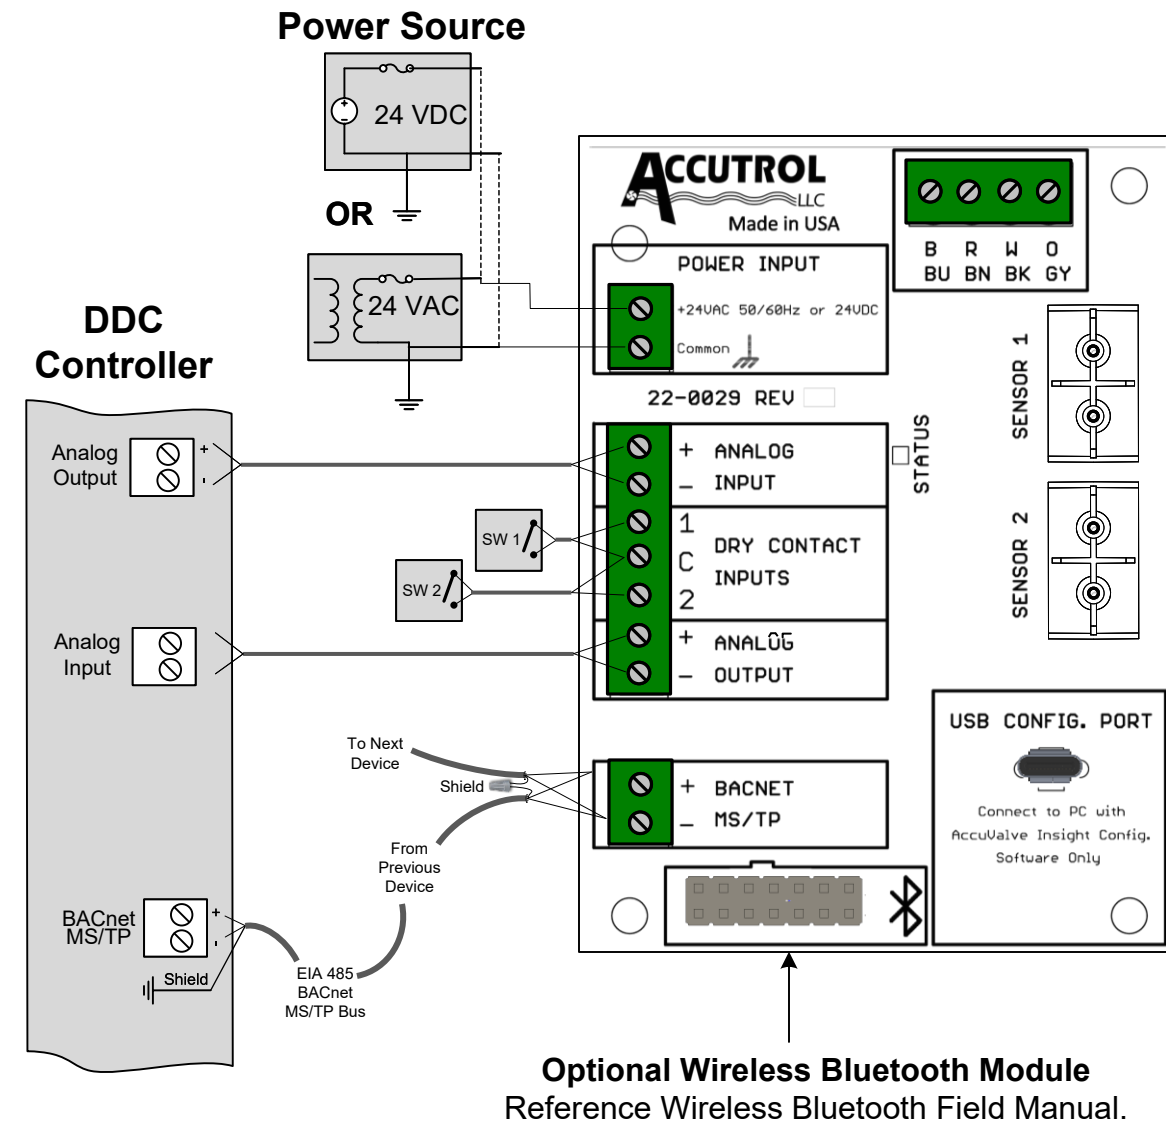 Power Source
24 VDC
OR
24 VAC
DDC
Controller
Analog
Output
+
-
SW 1
SW 2
Analog
Input
To Next
Device
Shield
From
Previous
Device
BACnet
MS/TP
+
-
Shield
EIA 485
BACnet
MS/TP Bus
ACCUTROL
LLC
Made in USA
B R W O
BU BN BK GY
POWER INPUT
+24VAC 50/60Hz or 24VDC
Common
22-0029 REV
SENSOR 1
STATUS
SENSOR 2
+ ANALOG
- INPUT
1
C
2
DRY CONTACT
INPUTS
+ ANALOG
- OUTPUT
+ BACNET
- MS/TP
USB CONFIG. PORT
Connect to PC with
AccuValve Insight Config.
Software Only
Optional Wireless Bluetooth Module
Reference Wireless Bluetooth Field Manual.